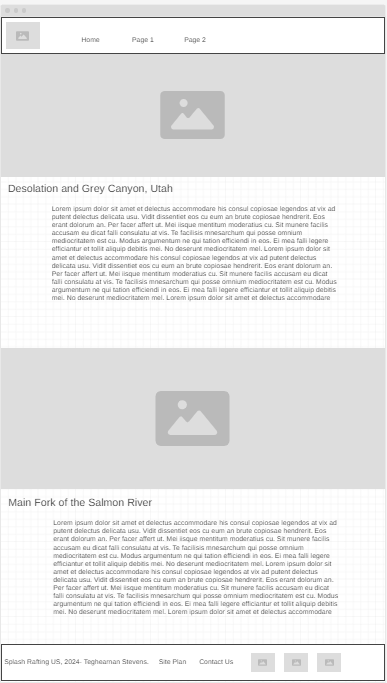 Home Page 1 Page 2
Desolation and Grey Canyon, Utah
Lorem ipsum dolor sit amet et delectus accommodare his consul copiosae legendos at vix ad
putent delectus delicata usu. Vidit dissentiet eos cu eum an brute copiosae hendrerit. Eos
erant dolorum an. Per facer affert ut. Mei iisque mentitum moderatius cu. Sit munere facilis
accusam eu dicat falli consulatu at vis. Te facilisis mnesarchum qui posse omnium
mediocritatem est cu. Modus argumentum ne qui tation efficiendi in eos. Ei mea falli legere
efficiantur et tollit suavitate mei. No deserunt mediocritatem mel. Lorem ipsum dolor sit
amet et delectus accommodare his consul copiosae legendos at vix ad putent delectus
delicata usu. Vidit dissentiet eos cu eum an brute copiosae hendrerit. Eos erant dolorum an.
Per facer affert ut. Mei iisque mentitum moderatius cu. Sit munere facilis accusam eu dicat
falli consulatu at vis. Te facilisis mnesarchum qui posse omnium mediocritatem est cu. Modus
argumentum ne qui tation efficiendi in eos. Ei mea falli legere efficiantur et tollit suavitate
mei. No deserunt mediocritatem mel. Lorem ipsum dolor sit amet et delectus accommodare
Main Fork of the Salmon River
Lorem ipsum dolor sit amet et delectus accommodare his consul copiosae legendos at vix ad
putent delectus delicata usu. Vidit dissentiet eos cu eum an brute copiosae hendrerit. Eos
erant dolorum an. Per facer affert ut. Mei iisque mentitum moderatius cu. Sit munere facilis
accusam eu dicat falli consulatu at vis. Te facilisis mnesarchum qui posse omnium
mediocritatem est cu. Modus argumentum ne qui tation efficiendi in eos. Ei mea falli legere
efficiantur et tollit suavitate mei. No deserunt mediocritatem mel. Lorem ipsum dolor sit
amet et delectus accommodare his consul copiosae legendos at vix ad putent delectus
delicata usu. Vidit dissentiet eos cu eum an brute copiosae hendrerit. Eos erant dolorum an.
Per facer affert ut. Mei iisque mentitum moderatius cu. Sit munere facilis accusam eu dicat
falli consulatu at vis. Te facilisis mnesarchum qui posse omnium mediocritatem est cu. Modus
argumentum ne qui tation efficiendi in eos. Ei mea falli legere efficiantur et tollit suavitate
mei. No deserunt mediocritatem mel. Lorem ipsum dolor sit amet et delectus accommodare
Splash Rafting US, 2024- Tegheaman Stevens. Site Plan Contact Us